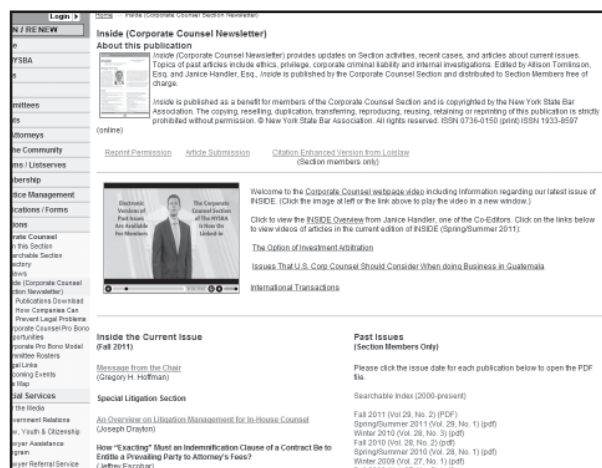 Login
N / RENEW
e
NYSBA
s
mmittees
ts
Attorneys
he Community
ms / Listserves
bership
tice Management
ications / Forms
ions
rate Counsel
n this Section
archable Section
ectory
laws
de (Corporate Counsel
ction Newsletter)
Publications Download
How Companies Can
Prevent Legal Problems
rporate Counsel Pro Bono
portunities
rporate Pro Bono Model
mmittee Rosters
gal Links
coming Events
e Map
cial Services
r the Media
vernment Relations
w, Youth & Citizenship
wyer Assistance
gram
wyer Referral Service
Home Inside (Corporate Counsel Section Newsletter)
Inside (Corporate Counsel Newsletter)
About this publication
Inside (Corporate Counsel Newsletter) provides updates on Section activities, recent cases, and articles about current issues.
Topics of past articles include ethics, privilege, corporate criminal liability and internal investigations. Edited by Allison Tomlinson,
Esq. and Janice Handler, Esq., Inside is published by the Corporate Counsel Section and distributed to Section Members free of
charge.
Inside is published as a benefit for members of the Corporate Counsel Section and is copyrighted by the New York State Bar
Association. The copying, reselling, duplication, transferring, reproducing, reusing, retaining or reprinting of this publication is strictly
prohibited without permission. © New York State Bar Association. All rights reserved. ISSN 0736-0150 (print) ISSN 1933-8597
(online)
Reprint Permission Article Submission Citation Enhanced Version from Loislaw
(Section members only)
Electronic
Versions of
Past Issues
Are Available
For Members
The Corporate
Counsel Section
of The NYSBA
Is Now On
Linked-in
Welcome to the Corporate Counsel webpage video including Information regarding our latest issue of
INSIDE. (Click the image at left or the link above to play the video in a new window.)
Click to view the INSIDE Overview from Janice Handler, one of the Co-Editors. Click on the links below
to view videos of articles in the current edition of INSIDE (Spring/Summer 2011):
The Option of Investment Arbitration
Issues That U.S. Corp Counsel Should Consider When doing Business in Guatemala
International Transactions
Inside the Current Issue
(Fall 2011)
Message from the Chair
(Gregory H. Hoffman)
Special Litigation Section
An Overview on Litigation Management for In-House Counsel
(Joseph Drayton)
How "Exacting" Must an Indemnification Clause of a Contract Be to
Entitle a Prevailing Party to Attorney's Fees?
(Jeffrey Escobar)
Past Issues
(Section Members Only)
Please click the issue date for each publication below to open the PDF
file.
Searchable Index (2000-present)
Fall 2011 (Vol 29, No. 2) (PDF)
Spring/Summer 2011 (Vol. 29, No. 1) (pdf)
Winter 2010 (Vol 28, No. 3) (pdf)
Fall 2010 (Vol 28, No. 2) (pdf)
Spring/Summer 2010 (Vol. 28, No. 1) (pdf)
Winter 2009 (Vol. 27, No. 1) (pdf)